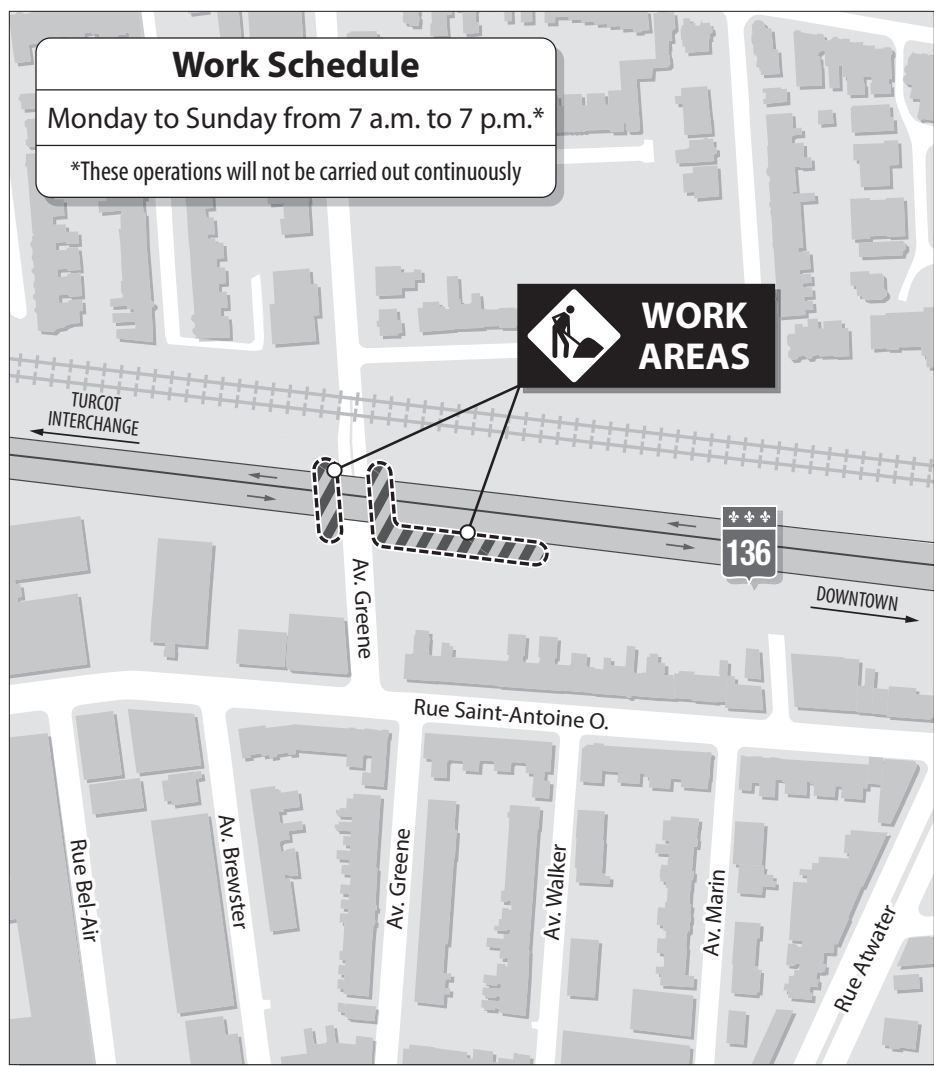 Work Schedule
Monday to Sunday from 7 a.m. to 7 p.m.*
*These operations will not be carried out continuously
WORK
AREAS
TURCOT
INTERCHANGE
136
DOWNTOWN
Av. Greene
Rue Saint-Antoine O.
Rue Bel-Air
Av. Brewster
Av. Greene
Av. Walker
Av. Marin
Rue Atwater